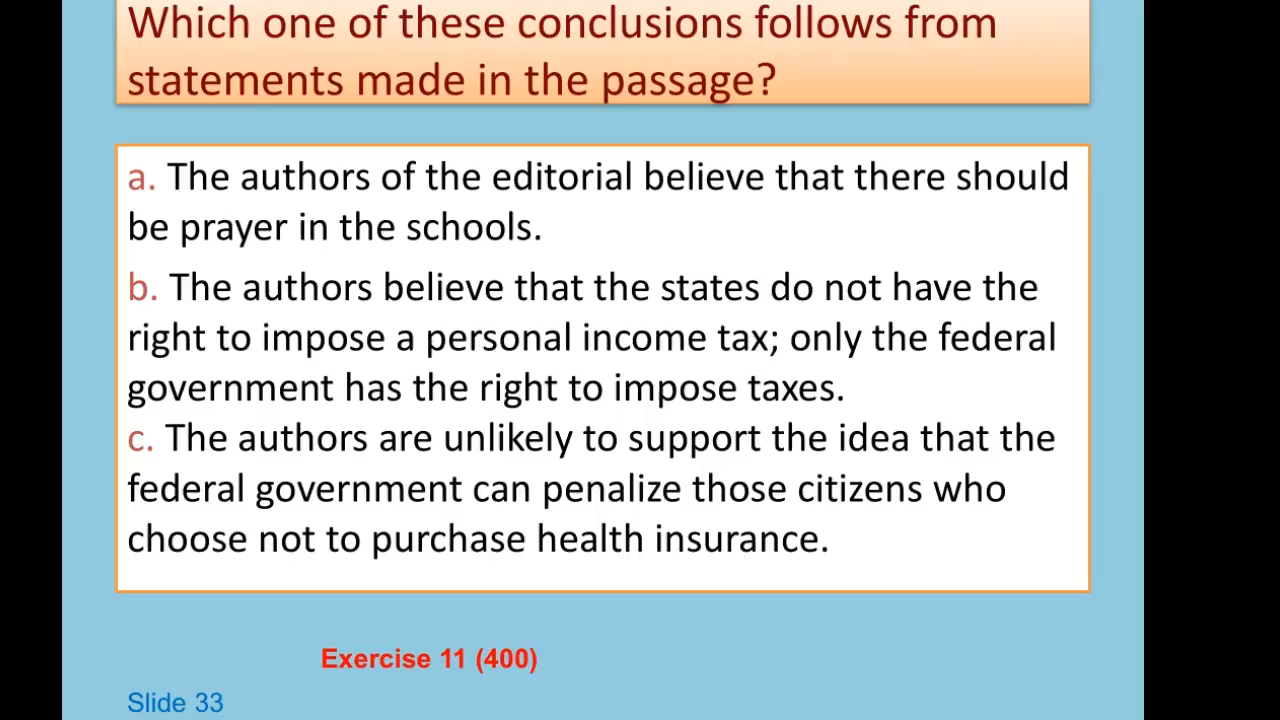 Which one of these conclusions follows from
statements made in the passage?
a. The authors of the editorial believe that there should
be prayer in the schools.
b. The authors believe that the states do not have the
right to impose a personal income tax; only the federal
government has the right to impose taxes.
c. The authors are unlikely to support the idea that the
federal government can penalize those citizens who
choose not to purchase health insurance.
Exercise 11 (400)
Slide 33